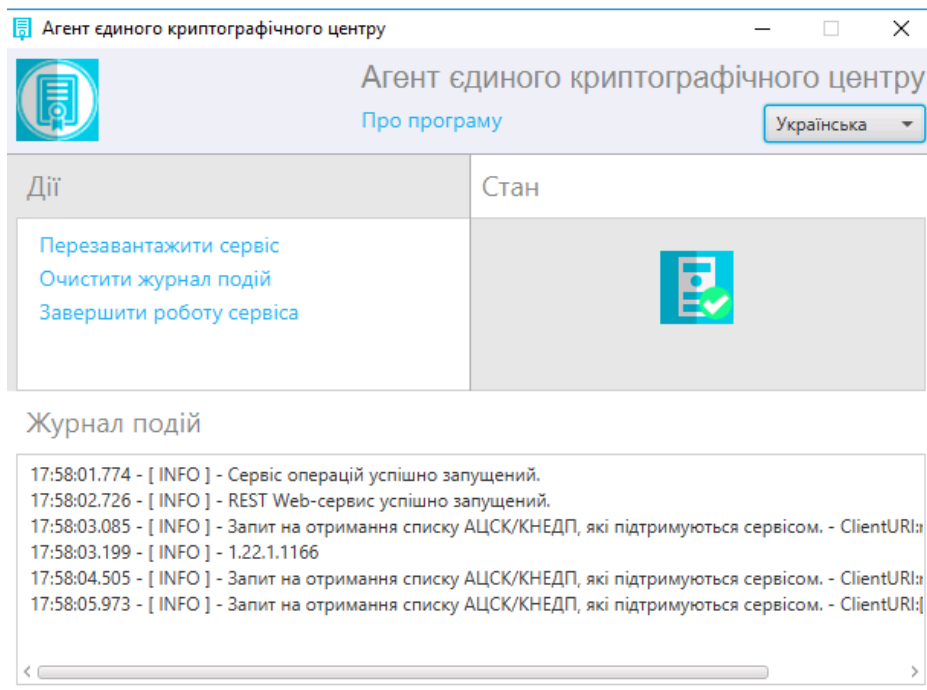 Агент єдиного криптографічного центру
Агент єдиного криптографічного центру
Про програму
Українська
Дії
Стан
Перезавантажити сервіс
Очистити журнал подій
Завершити роботу сервіса
Журнал подій
17:58:01.774 - [ INFO ] - Сервіс операцій успішно запущений.
17:58:02.726 - [ INFO ] - REST Web-сервис успішно запущений.
17:58:03.085 - [ INFO ] - Запит на отримання списку АЦСК/КНЕДП, які підтримуються сервісом. - ClientURI:
17:58:03.199 - [ INFO ] - 1.22.1.1166
17:58:04.505 - [ INFO ] - Запит на отримання списку АЦСК/КНЕДП, які підтримуються сервісом. - ClientURI:
17:58:05.973 - [ INFO ] - Запит на отримання списку АЦСК/КНЕДП, які підтримуються сервісом. - ClientURI:[